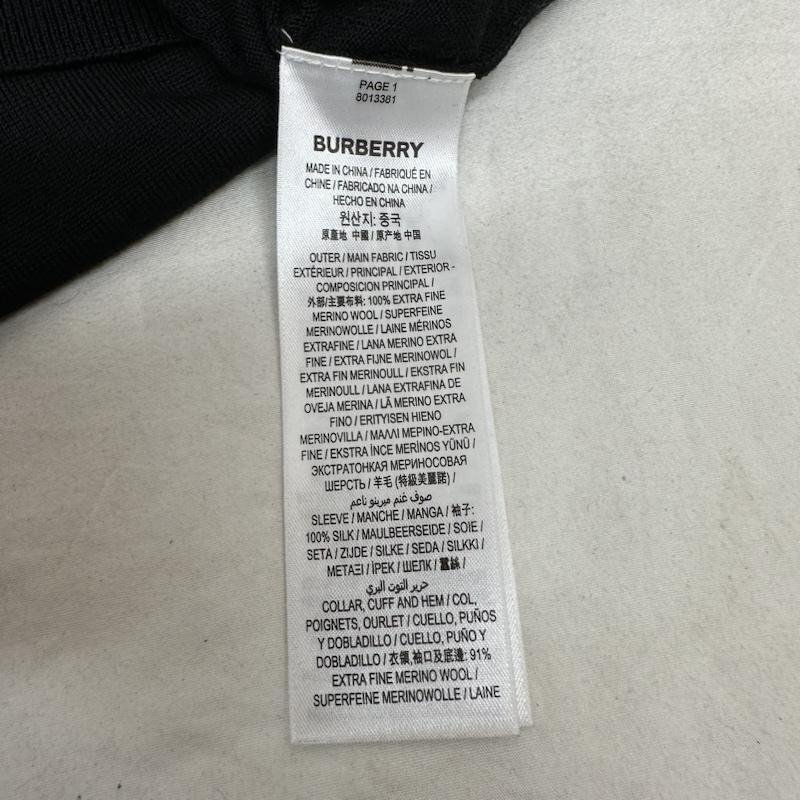 PAGE 1
8013381
BURBERRY
MADE IN CHINA / FABRIQUÉ EN
CHINE / FABRICADO NA CHINA /
HECHO EN CHINA
원산지: 중국
原產地 中國 / 原产地 中国
OUTER / MAIN FABRIC / TISSU
EXTÉRIEUR / PRINCIPAL / EXTERIOR -
COMPOSICION PRINCIPAL /
外部/主要布料: 100% EXTRA FINE
MERINO WOOL / SUPERFEINE
MERINOWOLLE / LAINE MÉRINOS
EXTRAFINE / LANA MERINO EXTRA
FINE / EXTRA FIJNE MERINOWOL /
EXTRA FIN MERINOULL / EKSTRA FIN
MERINOULL / LANA EXTRAFINA DE
OVEJA MERINA / LÃ MERINO EXTRA
FINO / ERITYISEN HIENO
MERINOVILLA / ΜΑΛΛΙ ΜΕΡΙΝΟ-EXTRA
FINE / EKSTRA İNCE MERİNOS YÜNÜ /
ЭКСТРАТОНКАЯ МЕРИНОСОВАЯ
ШЕРСТЬ / 羊毛 (特級美麗諾) /
صوف غنم ميرينو ناعم
SLEEVE / MANCHE / MANGA / 袖子:
100% SILK / MAULBEERSEIDE / SOIE /
SETA / ZIJDE / SILKE / SEDA / SILKKI /
ΜΕΤΑΞΙ / İPEK / ШЕЛК / 蠶絲 /
حرير التوت البري /
COLLAR, CUFF AND HEM / COL,
POIGNETS, OURLET / CUELLO, PUÑOS
Y DOBLADILLO / CUELLO, PUÑO Y
DOBLADILLO / 衣領,袖口及底邊: 91%
EXTRA FINE MERINO WOOL /
SUPERFEINE MERINOWOLLE / LAINE